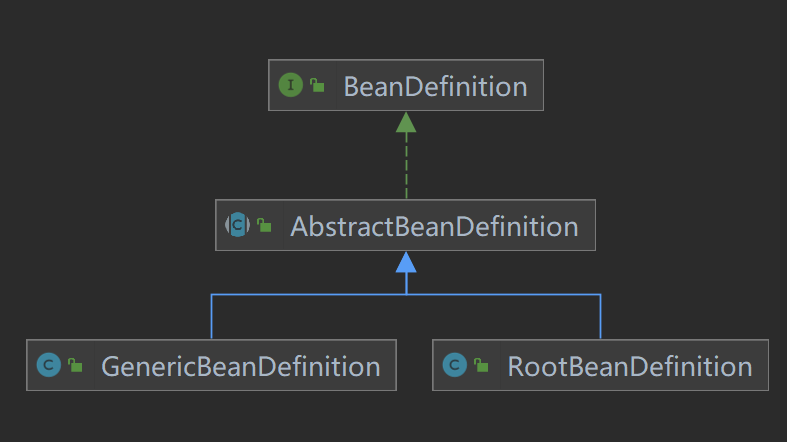 I BeanDefinition
C AbstractBeanDefinition
C GenericBeanDefinition
C RootBeanDefinition